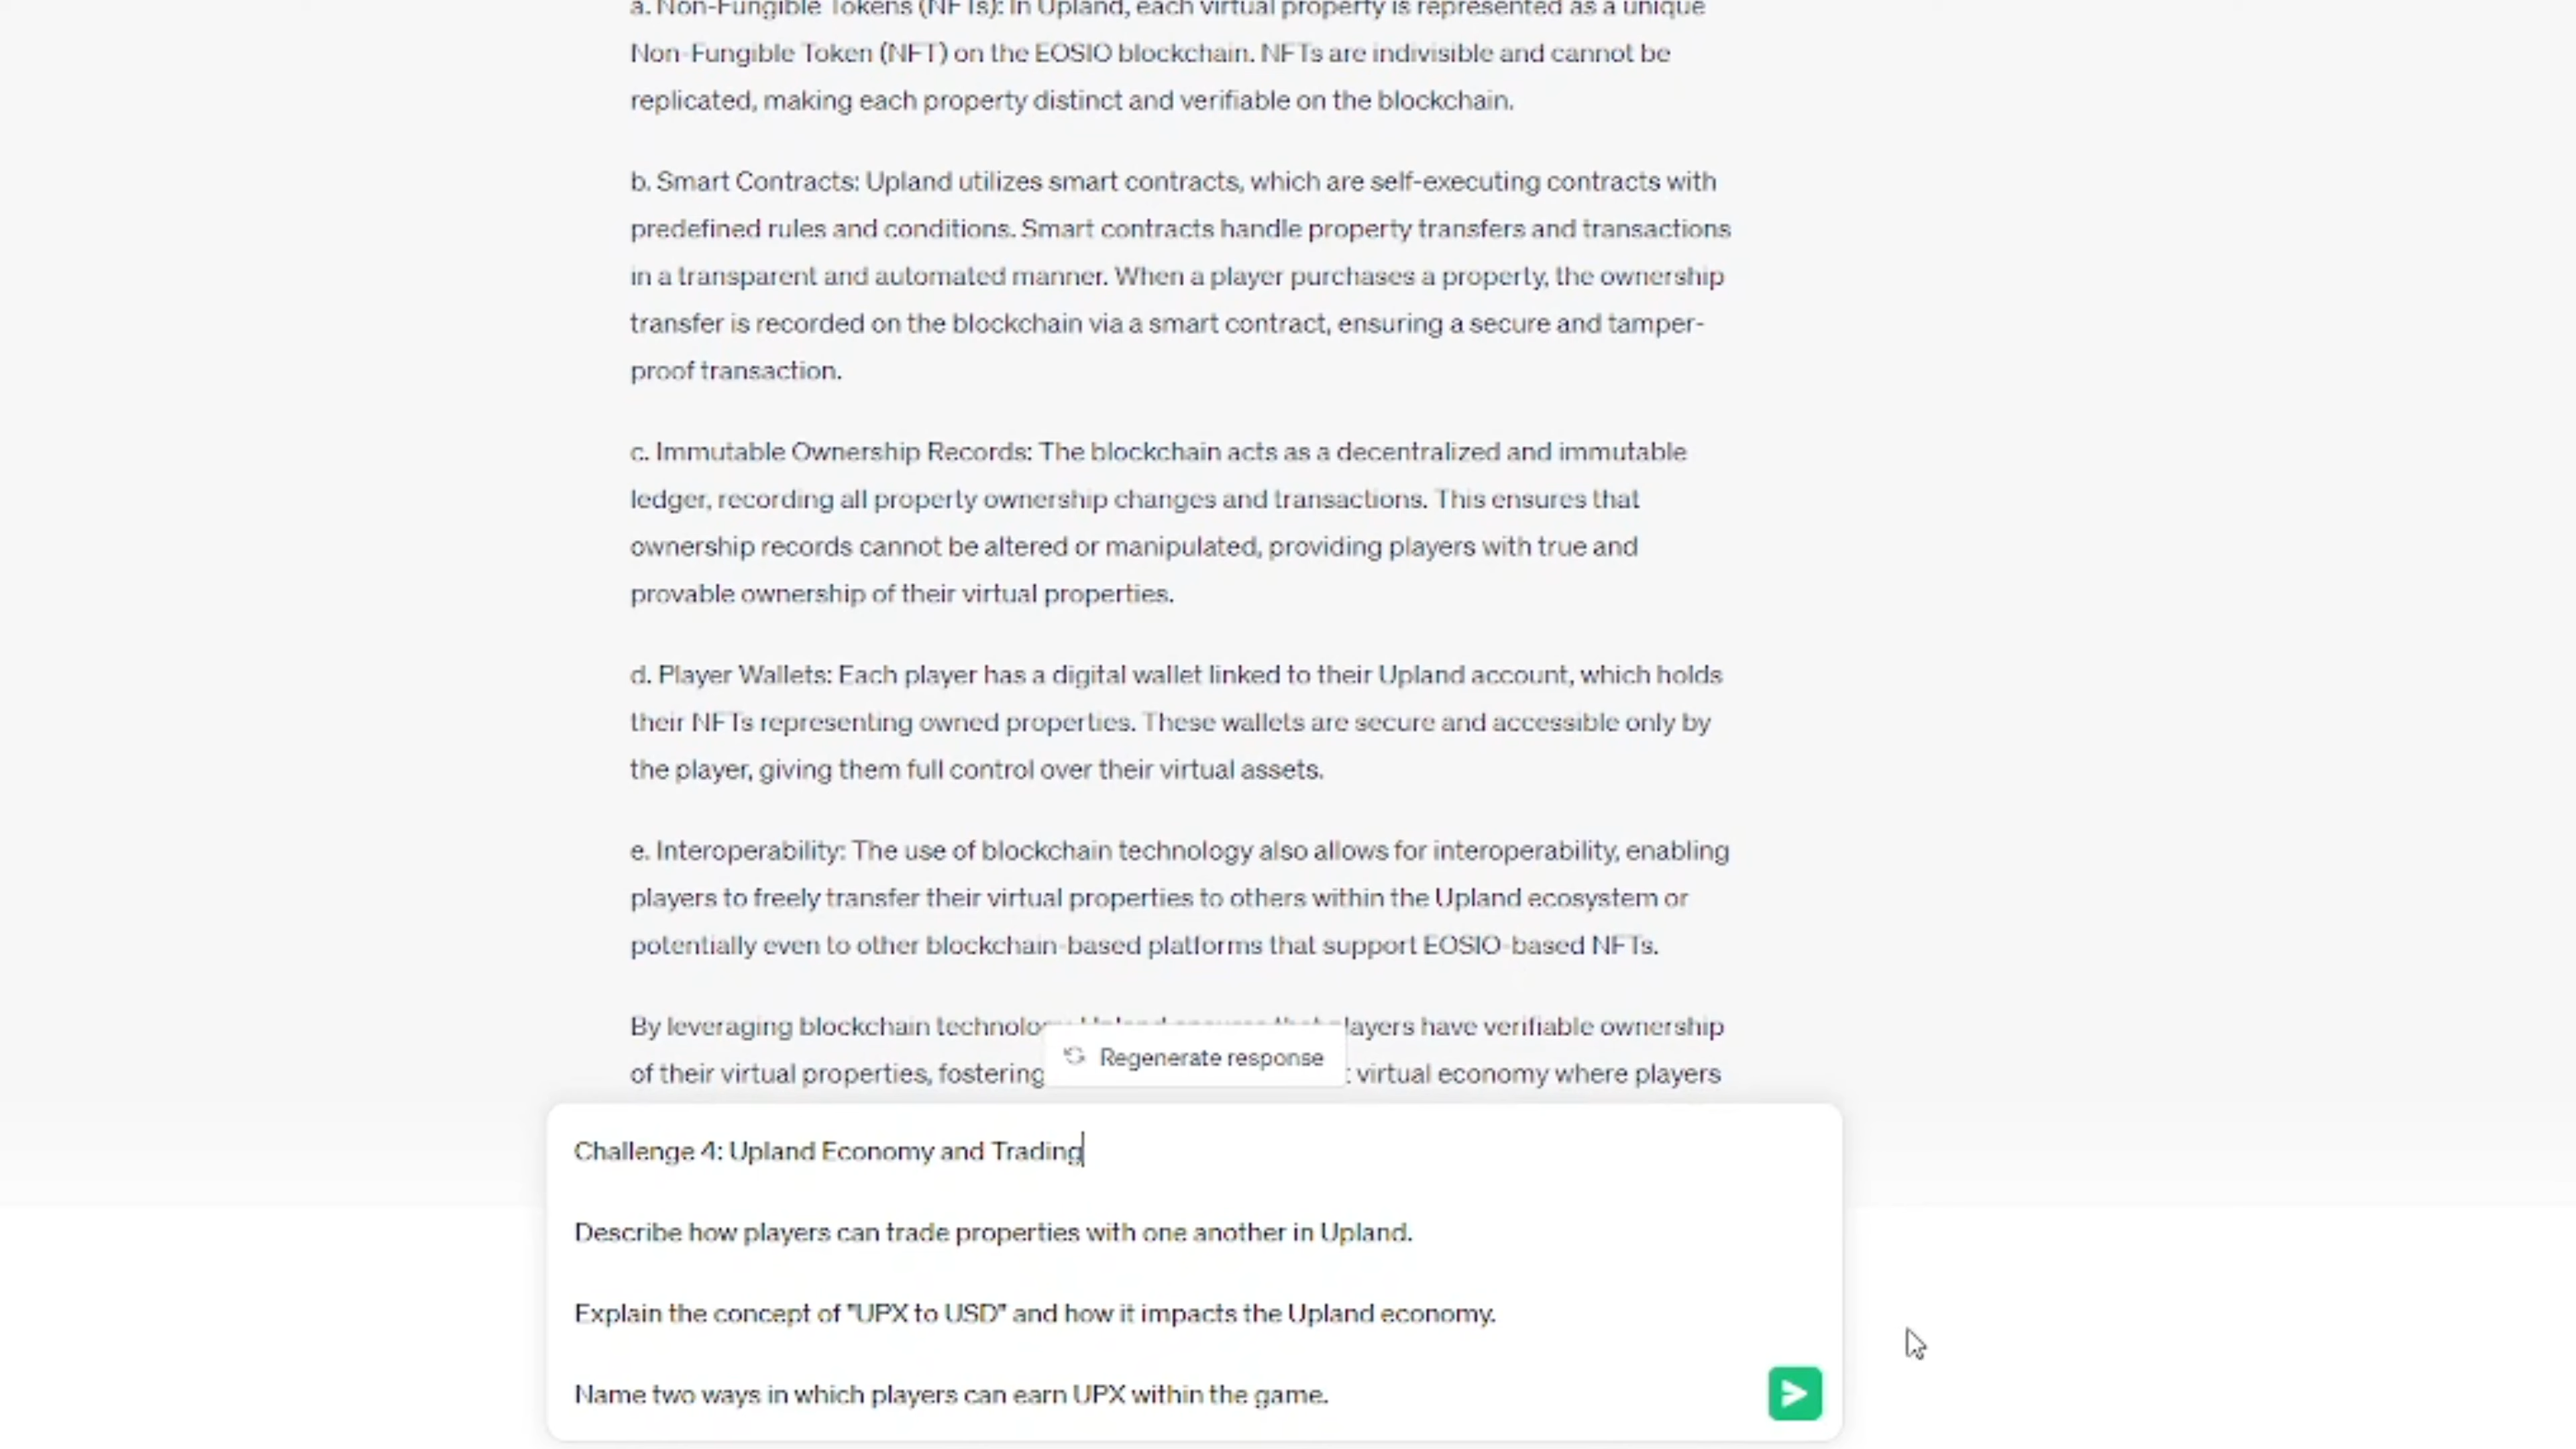 a. Non-Fungible Tokens (NFTs): In Upland, each virtual property is represented as a unique
Non-Fungible Token (NFT) on the EOSIO blockchain. NFTs are indivisible and cannot be
replicated, making each property distinct and verifiable on the blockchain.
b. Smart Contracts: Upland utilizes smart contracts, which are self-executing contracts with
predefined rules and conditions. Smart contracts handle property transfers and transactions
in a transparent and automated manner. When a player purchases a property, the ownership
transfer is recorded on the blockchain via a smart contract, ensuring a secure and tamper-
proof transaction.
c. Immutable Ownership Records: The blockchain acts as a decentralized and immutable
ledger, recording all property ownership changes and transactions. This ensures that
ownership records cannot be altered or manipulated, providing players with true and
provable ownership of their virtual properties.
d. Player Wallets: Each player has a digital wallet linked to their Upland account, which holds
their NFTs representing owned properties. These wallets are secure and accessible only by
the player, giving them full control over their virtual assets.
e. Interoperability: The use of blockchain technology also allows for interoperability, enabling
players to freely transfer their virtual properties to others within the Upland ecosystem or
potentially even to other blockchain-based platforms that support EOSIO-based NFTs.
By leveraging blockchain players have verifiable ownership
of their virtual properties, fostering virtual economy where players
Regenerate response
Challenge 4: Upland Economy and Trading
Describe how players can trade properties with one another in Upland.
Explain the concept of "UPX to USD" and how it impacts the Upland economy.
Name two ways in which players can earn UPX within the game.